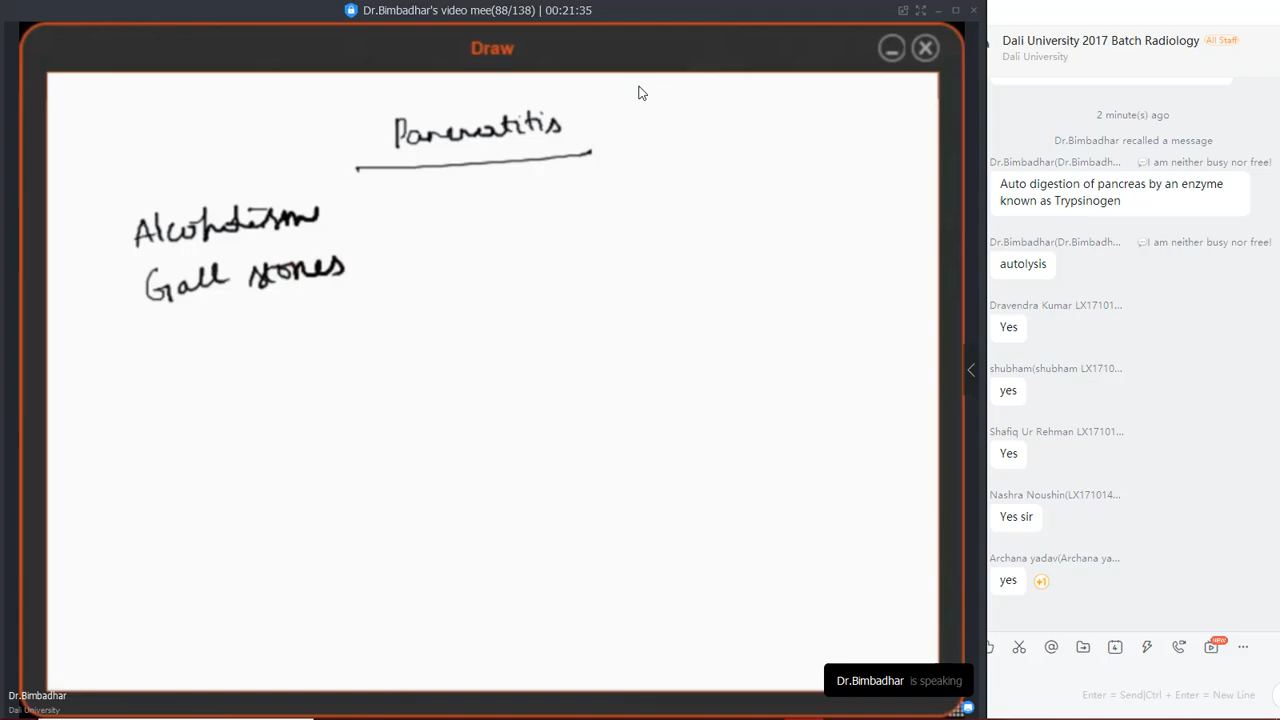 Dr.Bimbadhar's video mee(88/138) | 00:21:35
Draw
Pancreatitis
Alcoholism
Gall stones
Dr.Bimbadhar is speaking
Dr.Bimbadhar
Dali University
Dali University 2017 Batch Radiology All Staff
Dali University
2 minute(s) ago
Dr.Bimbadhar recalled a message
Dr.Bimbadhar(Dr.Bimbadh... I am neither busy nor free!
Auto digestion of pancreas by an enzyme
known as Trypsinogen
Dr.Bimbadhar(Dr.Bimbadh... I am neither busy nor free!
autolysis
Dravendra Kumar LX17101...
Yes
shubham(shubham LX1710...
yes
Shafiq Ur Rehman LX17101...
Yes
Nashra Noushin(LX171014...
Yes sir
Archana yadav(Archana ya...
yes +1
4 NEW
Enter = Send|Ctrl + Enter = New Line